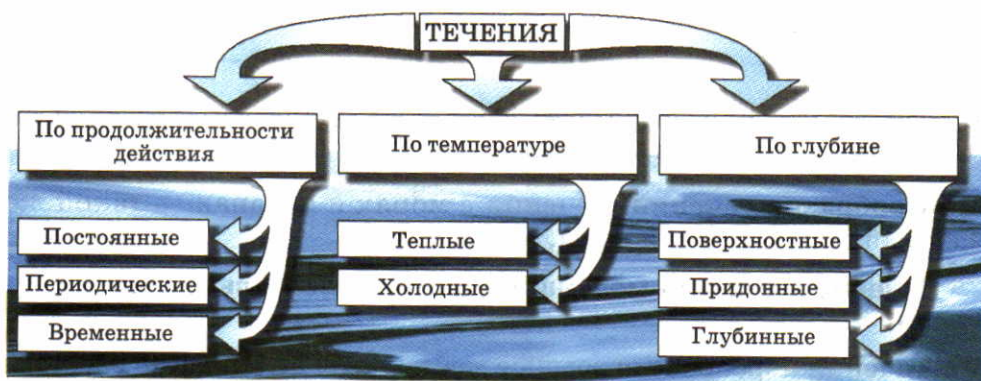 ТЕЧЕНИЯ
По продолжительности
действия
По температуре
По глубине
Постоянные
Периодические
Временные
Теплые
Холодные
Поверхностные
Придонные
Глубинные